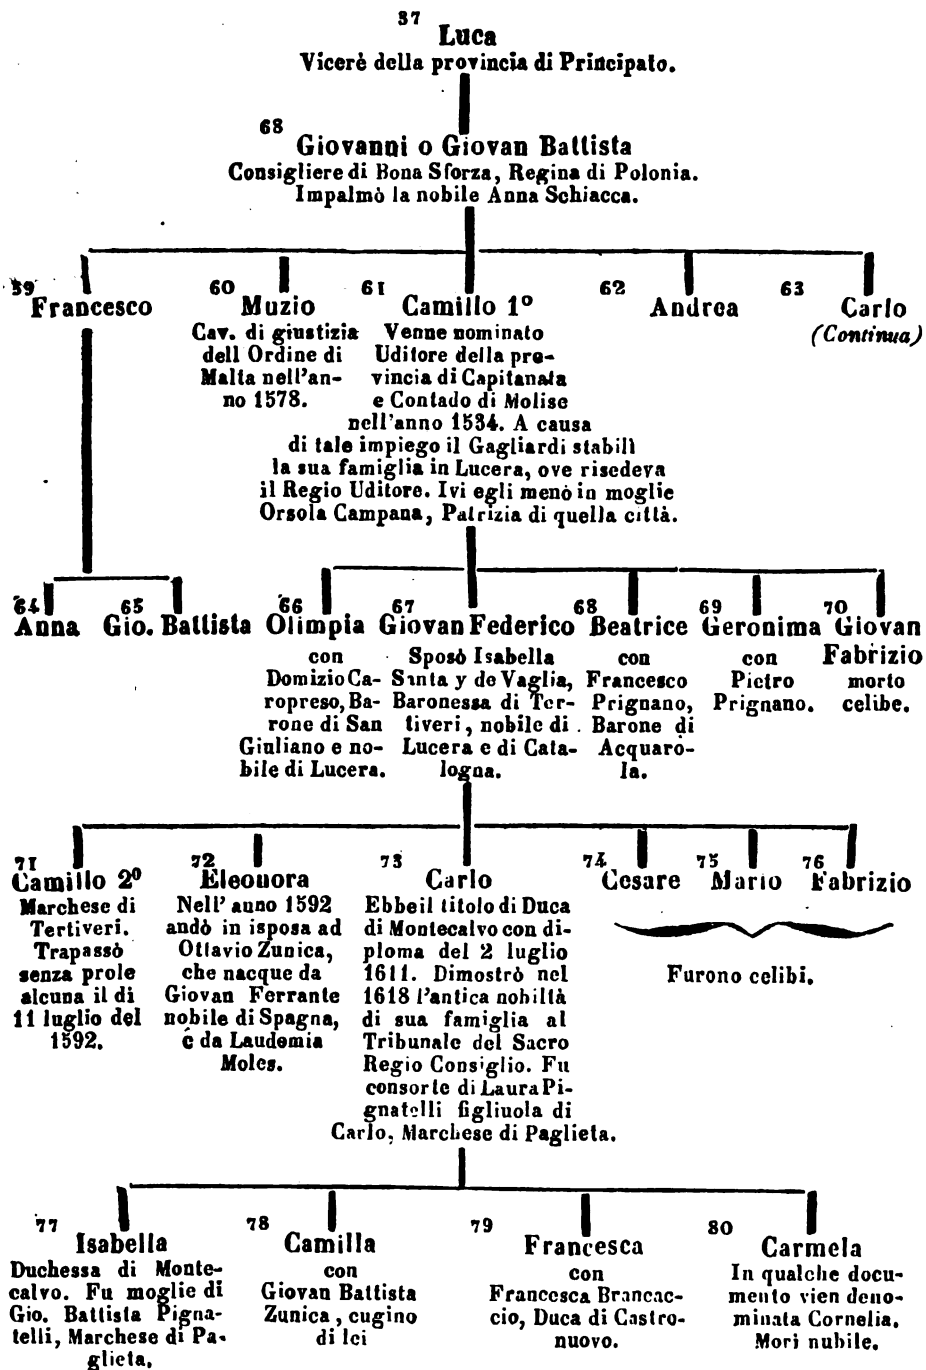 37
Luca
Vicerè della provincia di Principato.
68
Giovanni o Giovan Battista
Consigliere di Bona Sforza, Regina di Polonia.
Impalmò la nobile Anna Schiacca.
59
Francesco
60
Muzio
Cav. di giustizia
dell Ordine di
Malta nell'an-
no 1578.
61
Camillo 1º
Venne nominato
Uditore della pro-
vincia di Capitanata
e Contado di Molise
nell'anno 1534. A causa
di tale impiego il Gagliardi stabilì
la sua famiglia in Lucera, ove risedeva
il Regio Uditore. Ivi egli menò in moglie
Orsola Campana, Patrizia di quella città.
62
Andrea
63
Carlo
(Continua)
64
Anna
65
Gio. Battista
66
Olimpia
con
Domizio Ca-
ropreso, Ba-
rone di San
Giuliano e no-
bile di Lucera.
67
Giovan Federico
Sposò Isabella
Santa y de Vaglia,
Baronessa di Ter-
tiveri, nobile di
Lucera e di Cata-
logna.
68
Beatrice
con
Francesco
Prignano,
Barone di
Acquaro-
la.
69
Geronima
con
Pietro
Prignano.
70
Giovan
Fabrizio
morto
celibe.
71
Camillo 2º
Marchese di
Tertiveri.
Trapassò
senza prole
alcuna il di
11 luglio del
1592.
72
Eleonora
Nell' anno 1592
andò in isposa ad
Ottavio Zunica,
che nacque da
Giovan Ferrante
nobile di Spagna,
e da Laudemia
Moles.
73
Carlo
Ebbe il titolo di Duca
di Montecalvo con di-
ploma del 2 luglio
1611. Dimostrò nel
1618 l'antica nobiltà
di sua famiglia al
Tribunale del Sacro
Regio Consiglio. Fu
consorte di Laura Pi-
gnatelli figliuola di
Carlo, Marchese di Paglieta.
74
Cesare
75
Mario
76
Fabrizio
Furono celibi.
77
Isabella
Duchessa di Monte-
calvo. Fu moglie di
Gio. Battista Pigna-
telli, Marchese di Pa-
glieta.
78
Camilla
con
Giovan Battista
Zunica, cugino
di lei
79
Francesca
con
Francesca Brancac-
cio, Duca di Castro-
nuovo.
80
Carmela
In qualche docu-
mento vien deno-
minata Cornelia.
Morì nubile.